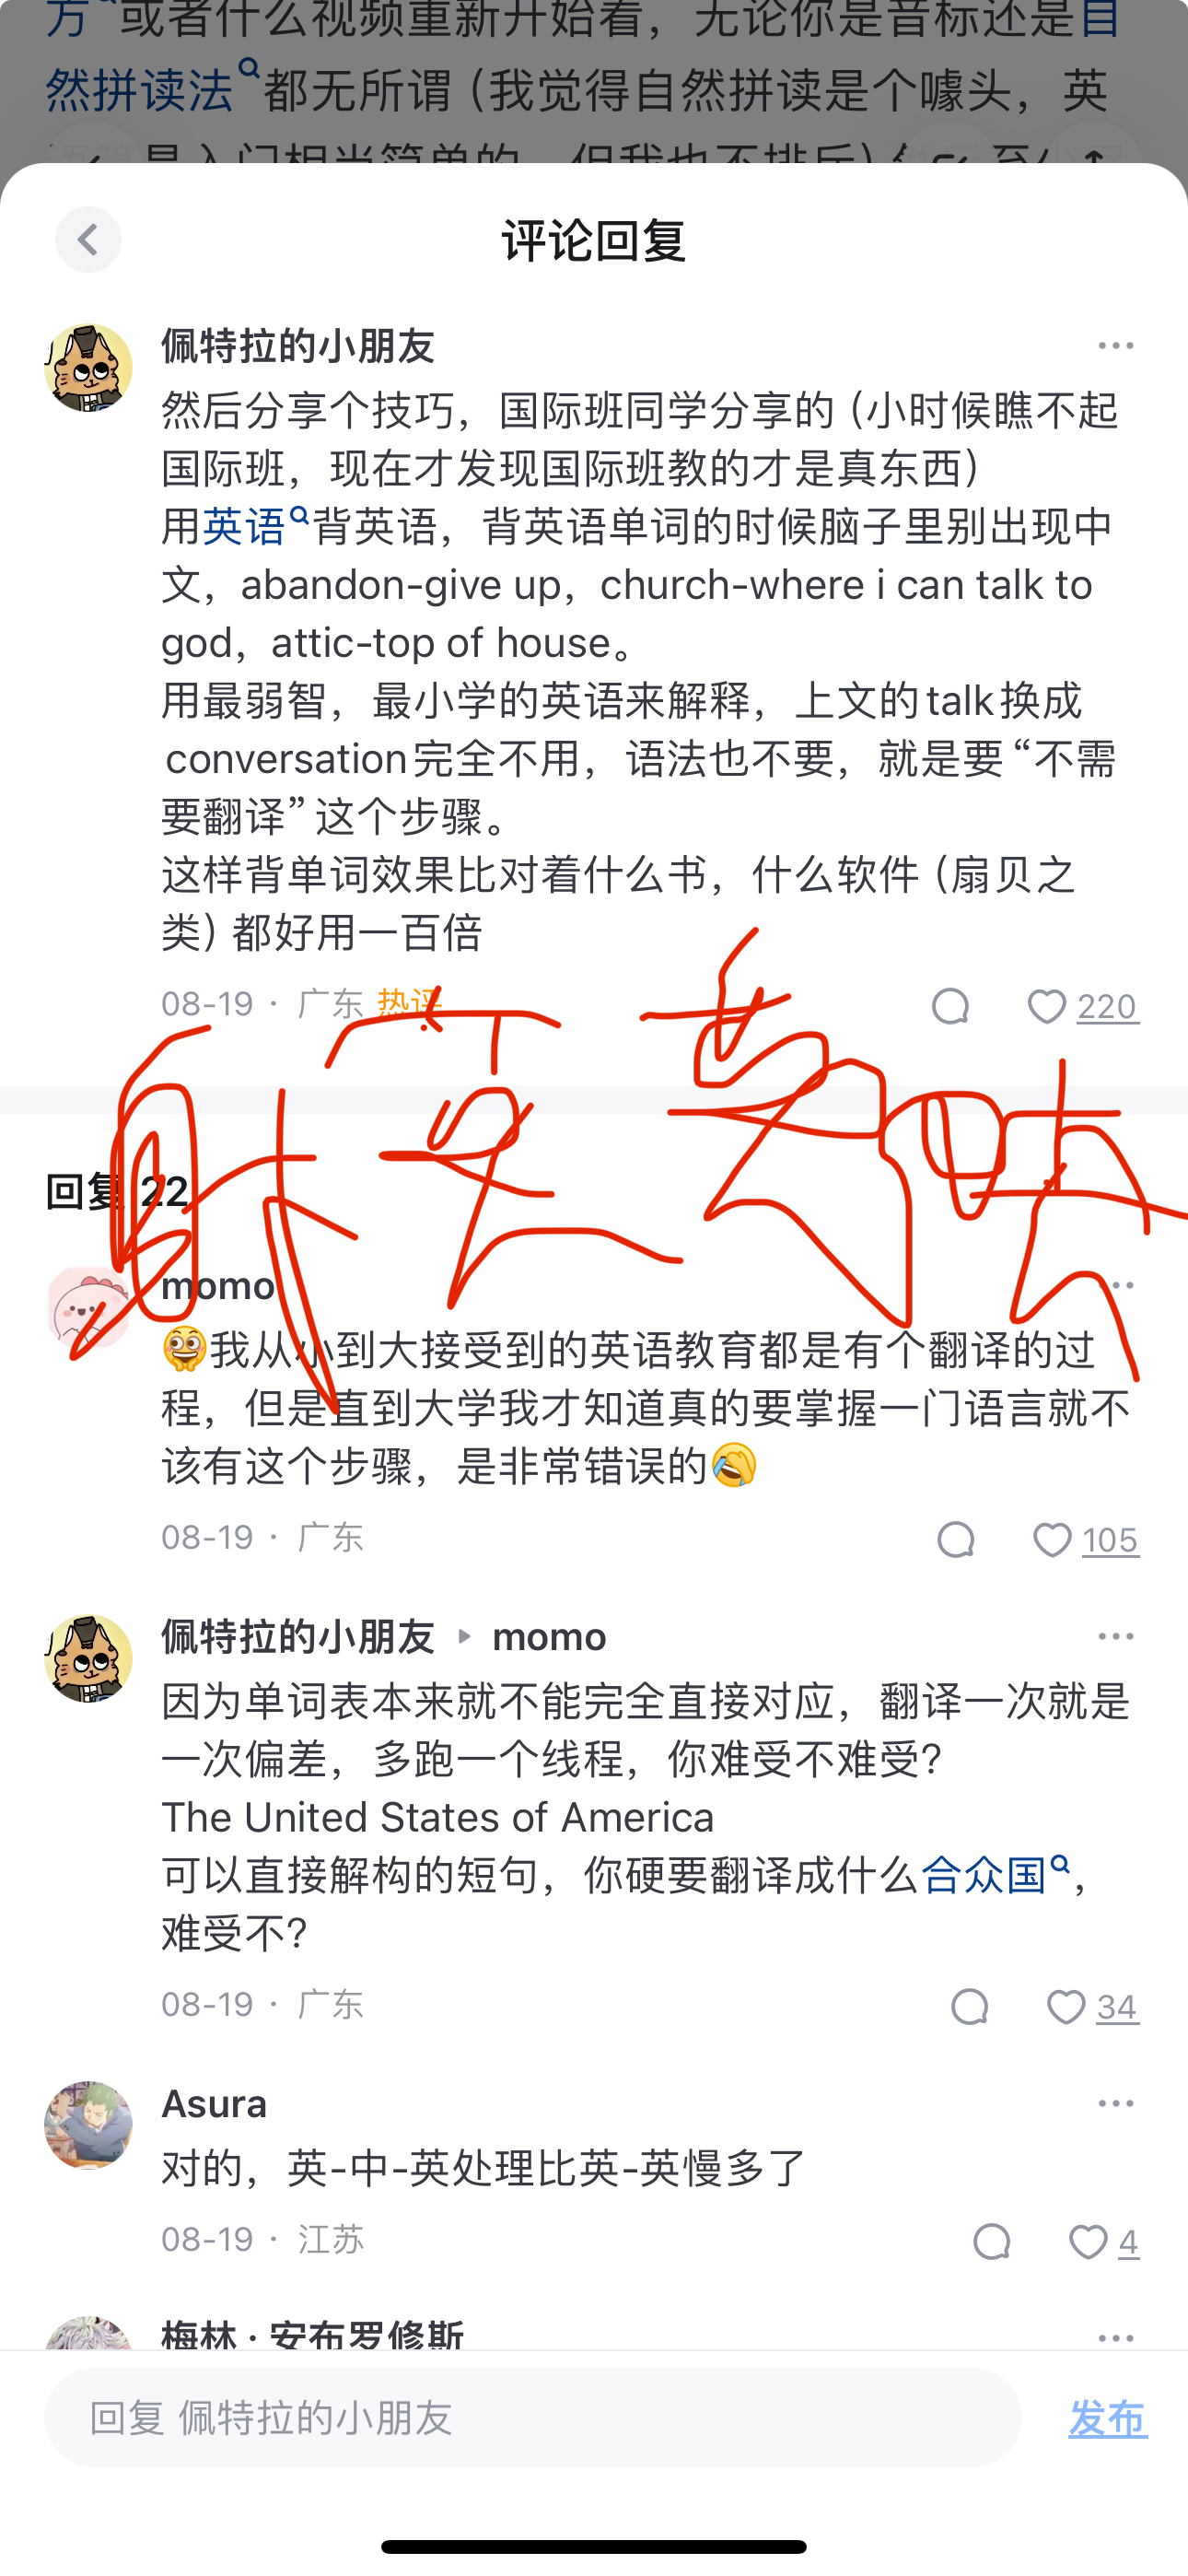 方 或者什么视频重新开始看，无论你是音标还是自
然拼读法 都无所谓（我觉得自然拼读是个噱头，英
评论回复
佩特拉的小朋友
然后分享个技巧，国际班同学分享的（小时候瞧不起
国际班，现在才发现国际班教的才是真东西）
用英语 背英语，背英语单词的时候脑子里别出现中
文，abandon-give up，church-where i can talk to
god，attic-top of house。
用最弱智，最小学的英语来解释，上文的talk换成
conversation完全不用，语法也不要，就是要“不需
要翻译”这个步骤。
这样背单词效果比对着什么书，什么软件（扇贝之
类）都好用一百倍
08-19 · 广东 热评
220
回复 22
momo
我从小到大接受到的英语教育都是有个翻译的过
程，但是直到大学我才知道真的要掌握一门语言就不
该有这个步骤，是非常错误的
08-19 · 广东
105
佩特拉的小朋友 ▸ momo
因为单词表本来就不能完全直接对应，翻译一次就是
一次偏差，多跑一个线程，你难受不难受？
The United States of America
可以直接解构的短句，你硬要翻译成什么合众国，
难受不？
08-19 · 广东
34
Asura
对的，英-中-英处理比英-英慢多了
08-19 · 江苏
4
梅林 · 安布罗修斯
回复 佩特拉的小朋友
发布